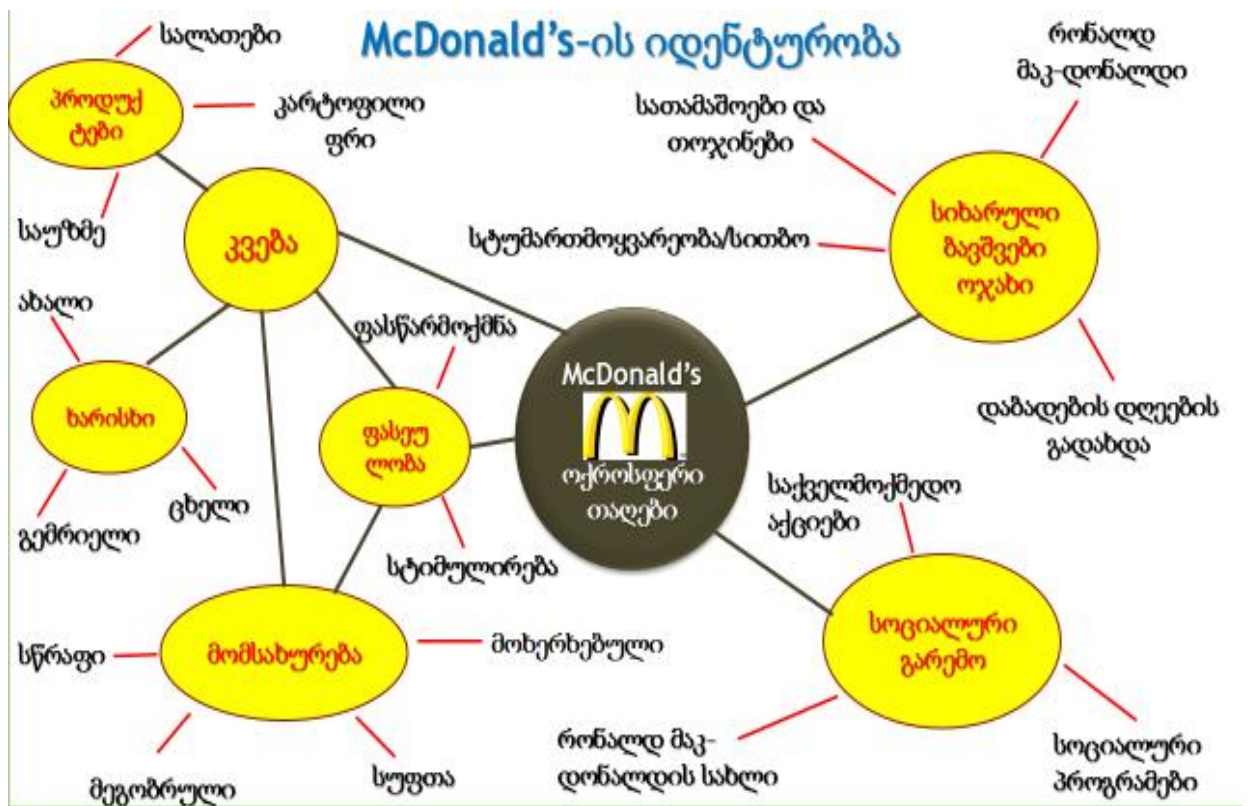 McDonald's-ის იდენტურობა
სალათები
პროდუქ
ტები
კარტოფილი
ფრი
საუზმე
კვება
ახალი
ხარისხი
გემრიელი
ცხელი
ფასწარმოქმნა
ფასეუ
ლობა
სტიმულირება
მომსახურება
სწრაფი
მოხერხებული
მეგობრული
სუფთა
McDonald's
ოქროსფერი
თაღები
რონალდ
მაკ-დონალდი
სათამაშოები და
თოჯინები
სტუმართმოყვარეობა/სითბო
სიხარული
ბავშვები
ოჯახი
დაბადების დღეების
გადახდა
საქველმოქმედო
აქციები
სოციალური
გარემო
რონალდ მაკ-
დონალდის სახლი
სოციალური
პროგრამები